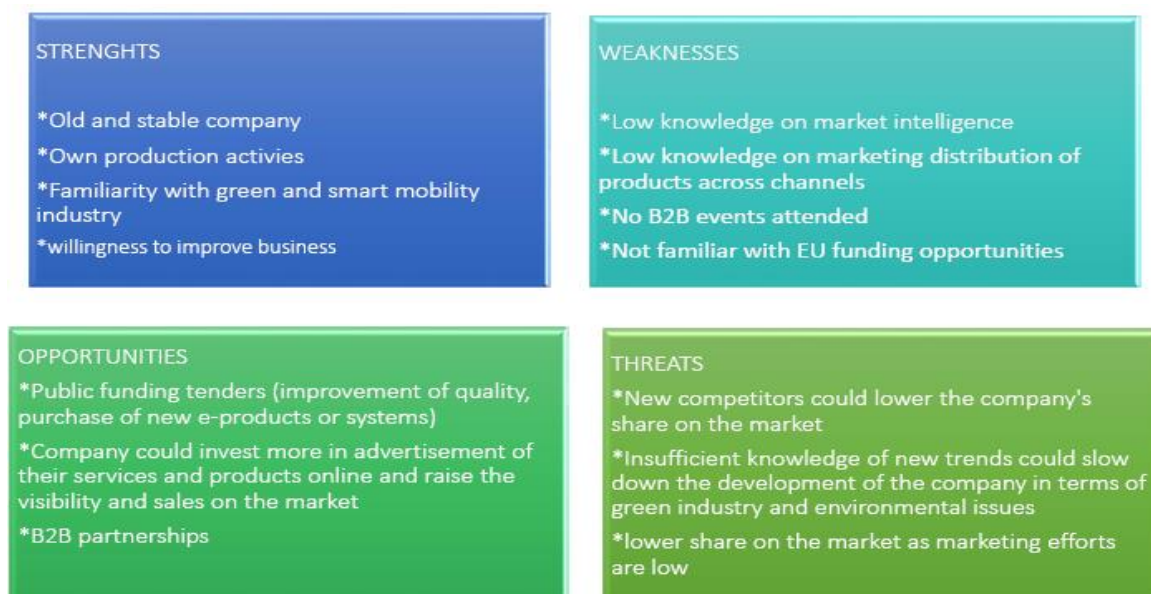 STRENGHTS
*Old and stable company
*Own production activies
*Familiarity with green and smart mobility
industry
*willingness to improve business
WEAKNESSES
*Low knowledge on market intelligence
*Low knowledge on marketing distribution of
products across channels
*No B2B events attended
*Not familiar with EU funding opportunities
OPPORTUNITIES
*Public funding tenders (improvement of quality,
purchase of new e-products or systems)
*Company could invest more in advertisement of
their services and products online and raise the
visibility and sales on the market
*B2B partnerships
THREATS
*New competitors could lower the company's
share on the market
*Insufficient knowledge of new trends could slow
down the development of the company in terms of
green industry and environmental issues
*lower share on the market as marketing efforts
are low